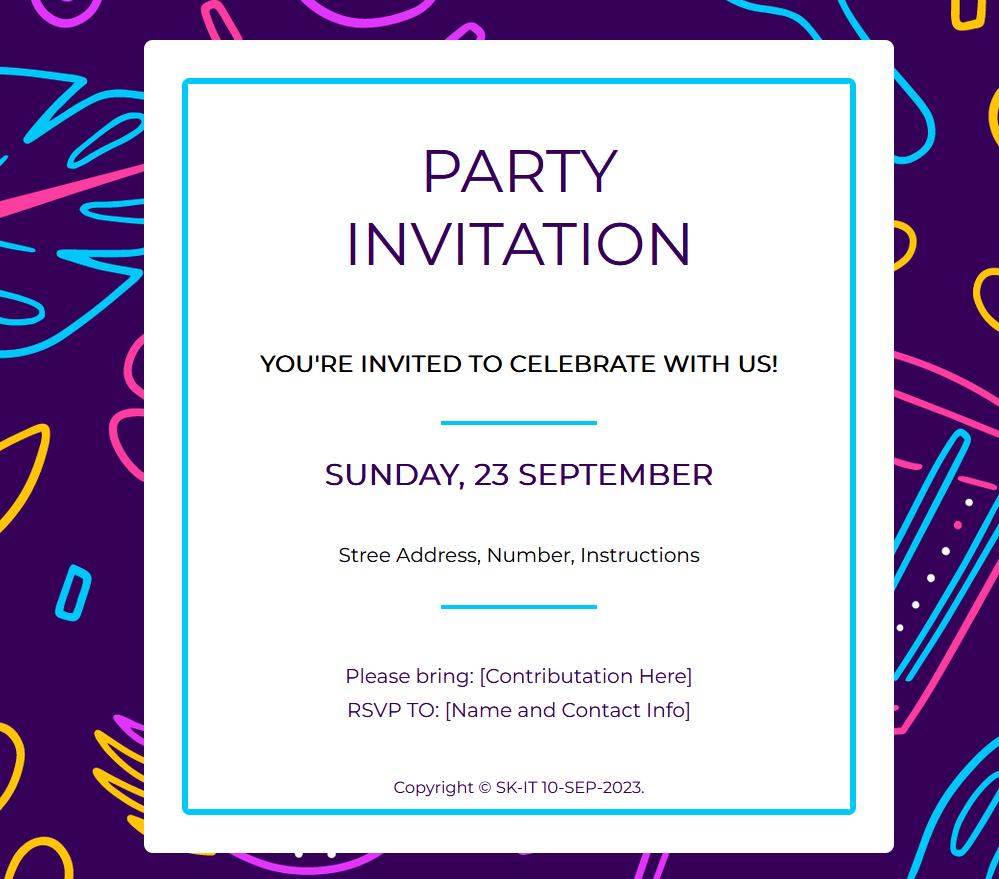 PARTY
INVITATION
YOU'RE INVITED TO CELEBRATE WITH US!
SUNDAY, 23 SEPTEMBER
Stree Address, Number, Instructions
Please bring: [Contributation Here]
RSVP TO: [Name and Contact Info]
Copyright © SK-IT 10-SEP-2023.